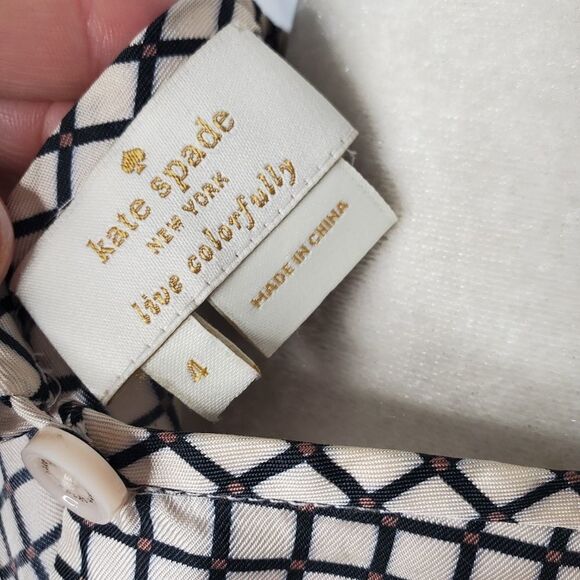 kate spade
NEW YORK
live colorfully
MADE IN CHINA
4